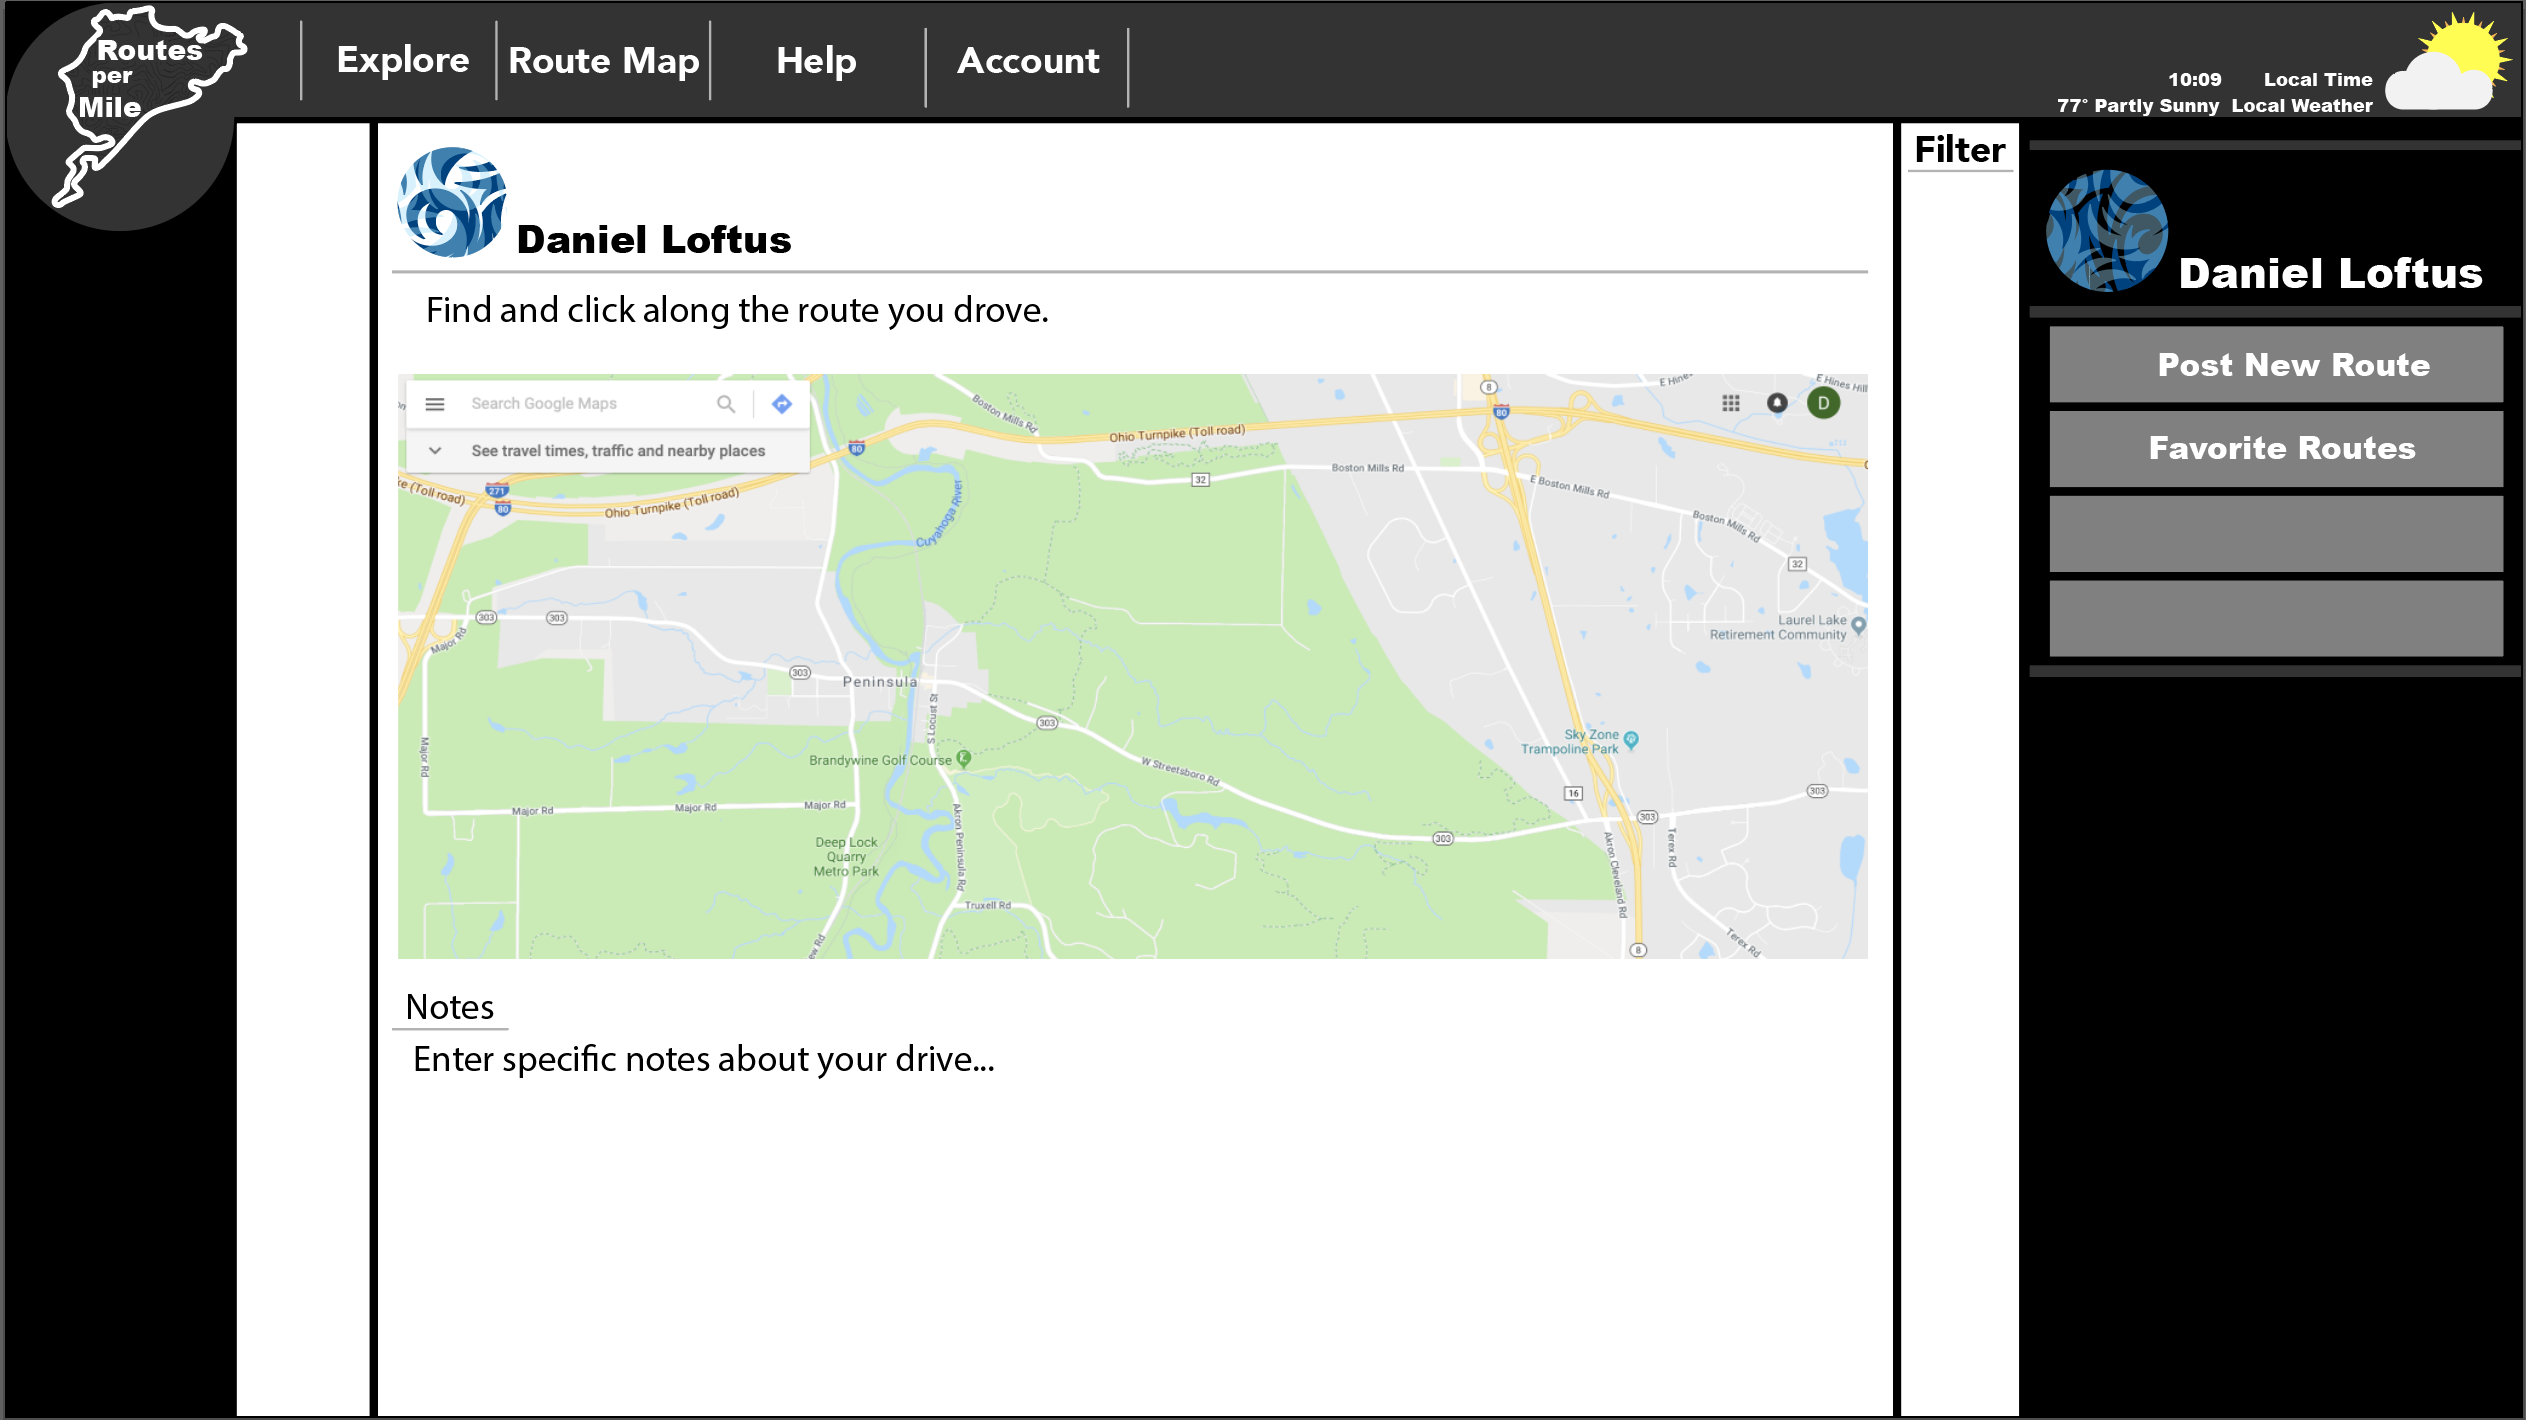 Routes
per
Mile
Explore
Route Map
Help
Account
10:09 Local Time
77° Partly Sunny Local Weather
Daniel Loftus
Find and click along the route you drove.
Search Google Maps
See travel times, traffic and nearby places
Boston Mills Rd
Ohio Turnpike (Toll road)
80
8
80
E Hines
E Hines Hill
D
Boston Mills Rd
32
E Boston Mills Rd
Boston Mills Rd
32
ke (Toll road)
271
80
Ohio Turnpike (Toll road)
Cuyahoga River
303
303
Major Rd
303
Peninsula
S Locust St
303
Laurel Lake
Retirement Community
Major Rd
Brandywine Golf Course
W Streetsboro Rd
Sky Zone
Trampoline Park
16
303
303
303
Major Rd
Major Rd
Major Rd
Deep Lock
Quarry
Metro Park
Akron Peninsula Rd
Truxell Rd
Akron Cleveland Rd
Terex Rd
Terex Rd
8
ew Rd
Notes
Enter specific notes about your drive...
Filter
Daniel Loftus
Post New Route
Favorite Routes